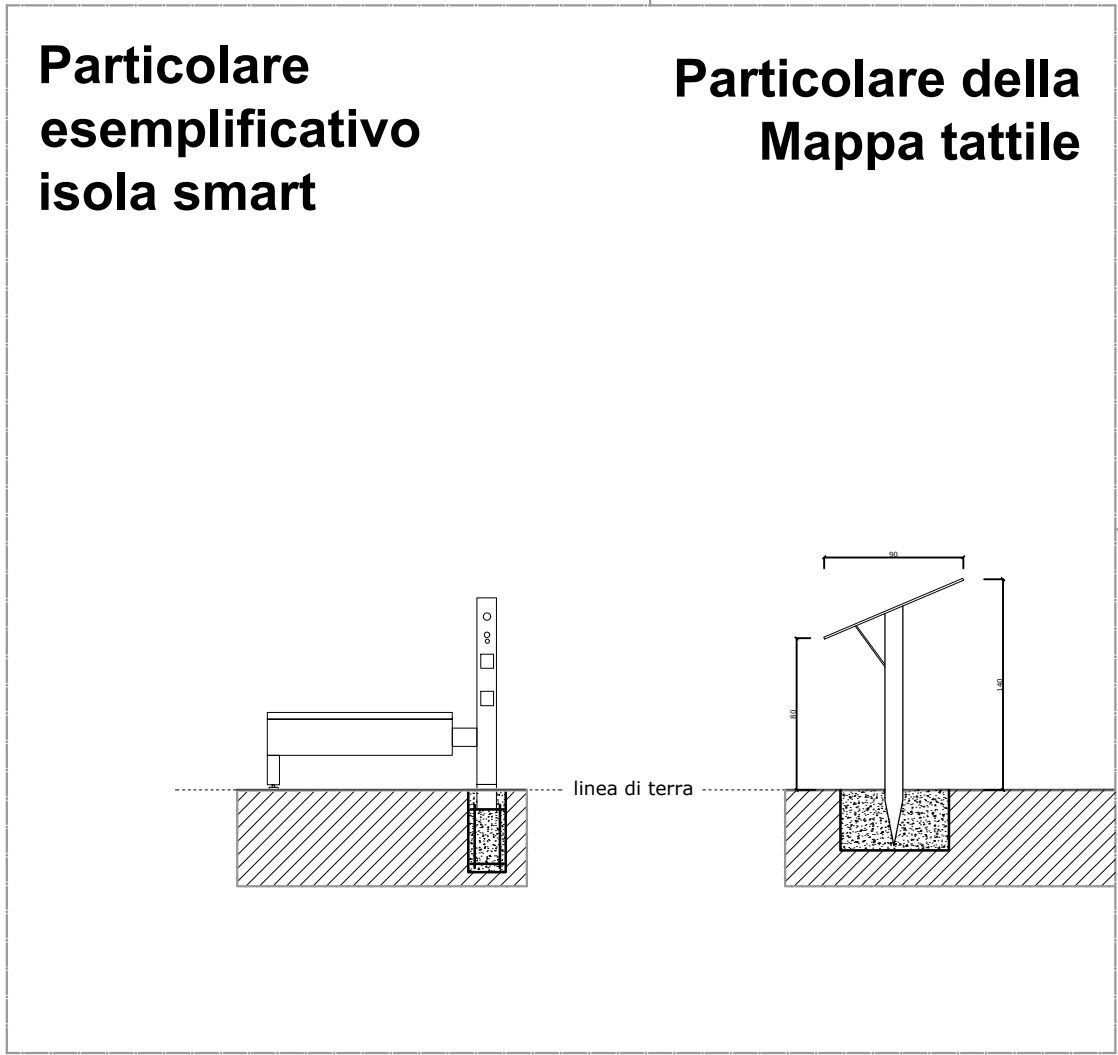 Particolare
esemplificativo
isola smart
Particolare della
Mappa tattile
90
80
140
linea di terra